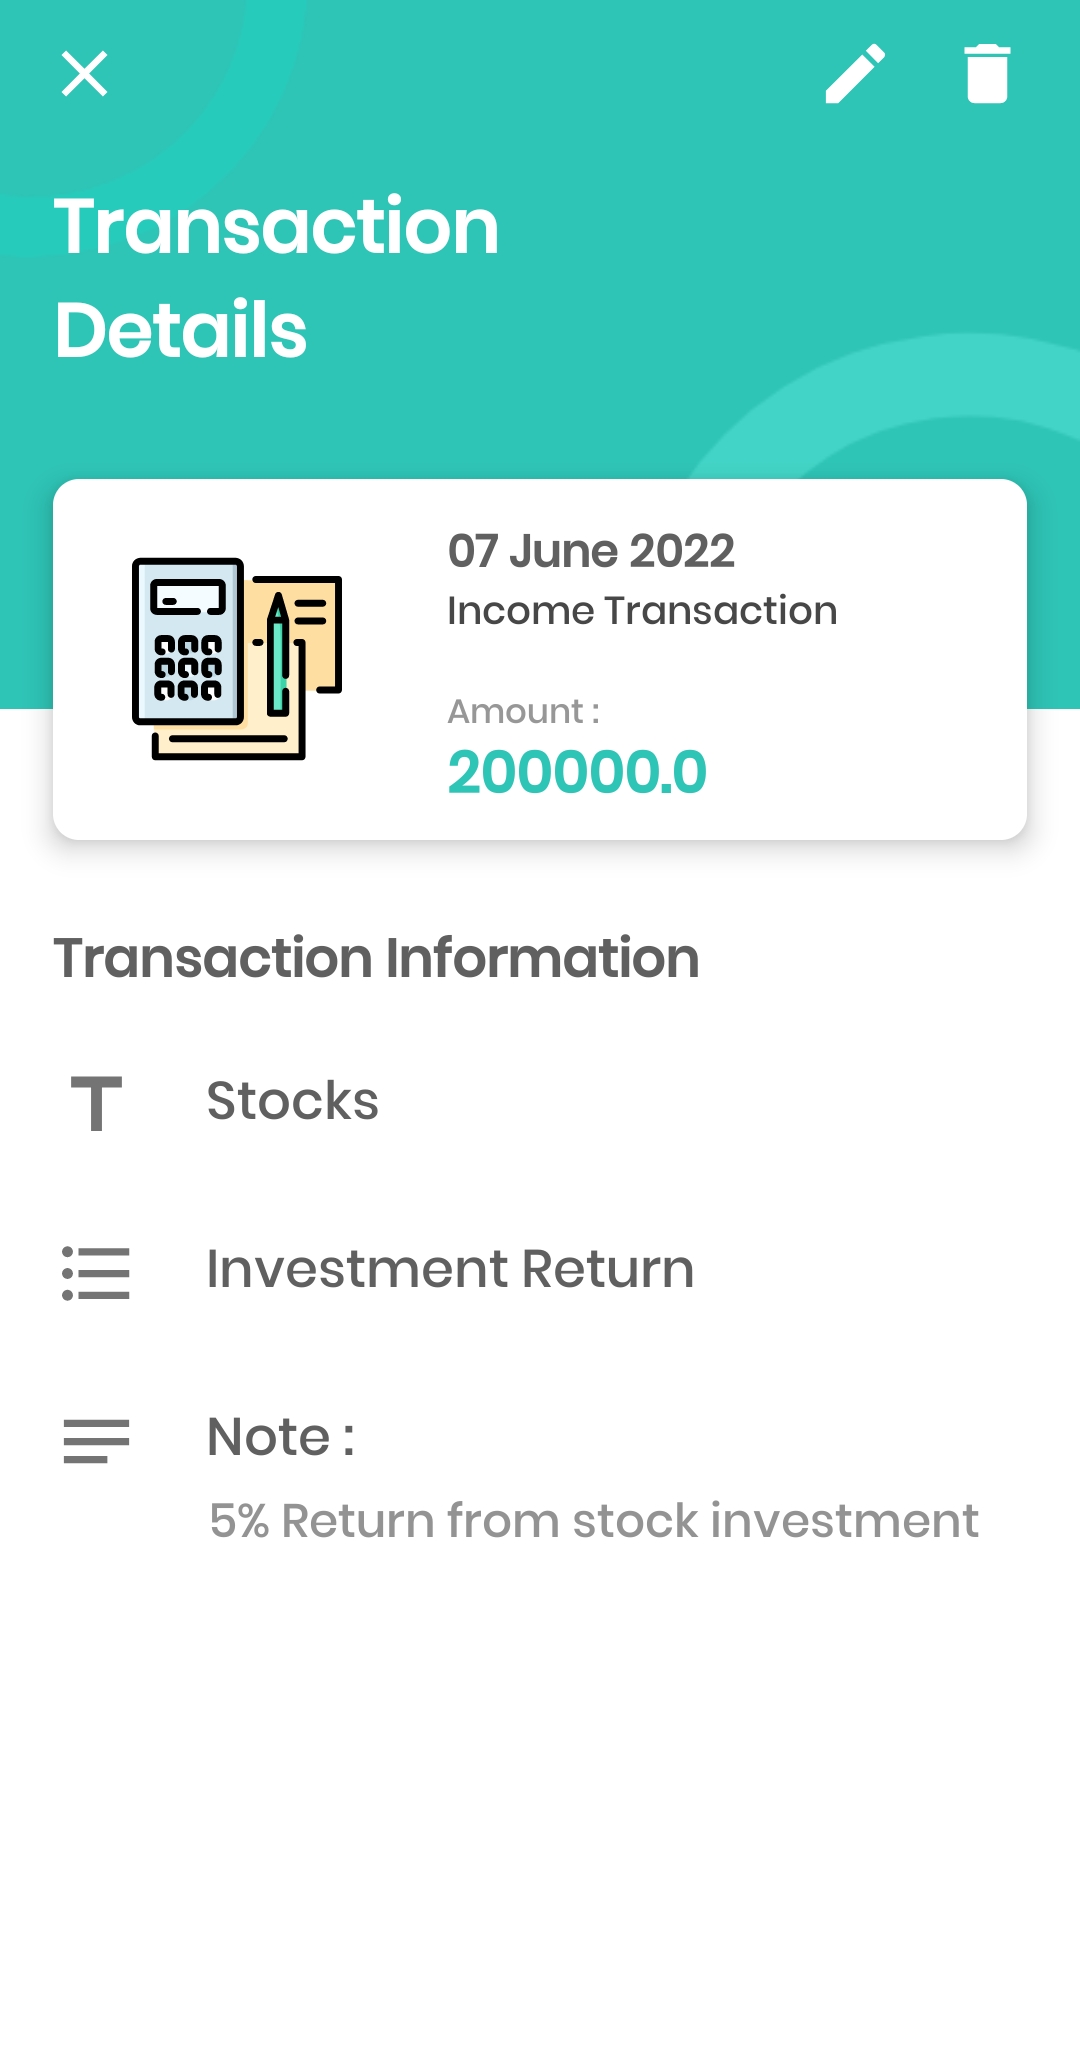 Transaction
Details
07 June 2022
Income Transaction
Amount :
200000.0
Transaction Information
Stocks
Investment Return
Note :
5% Return from stock investment